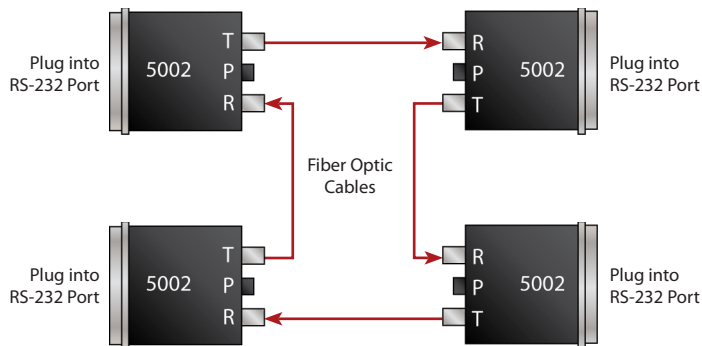 Plug into
RS-232 Port
5002
T
P
R
R
P
T
5002
Plug into
RS-232 Port
Fiber Optic
Cables
Plug into
RS-232 Port
5002
T
P
R
R
P
T
5002
Plug into
RS-232 Port